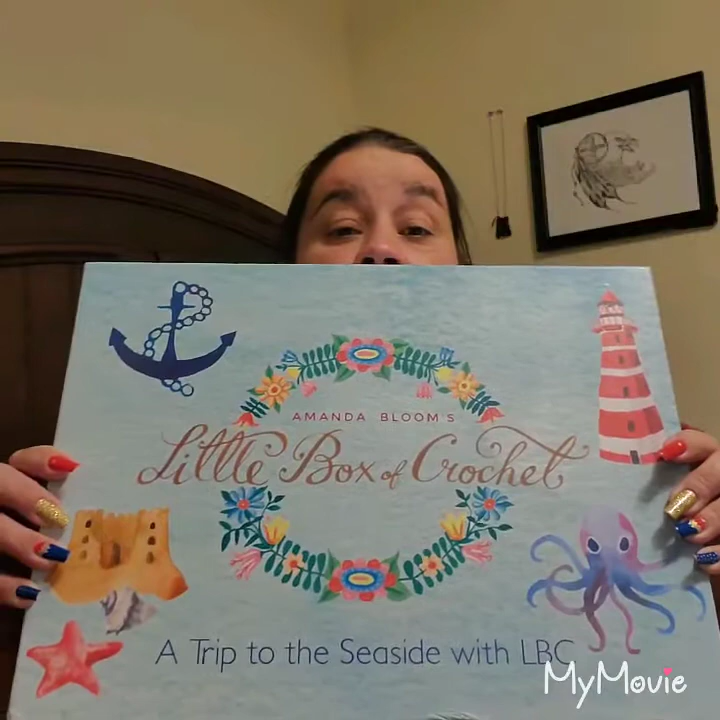 AMANDA BLOOM'S
Little Box of Crochet
A Trip to the Seaside with LBC
MyMovie